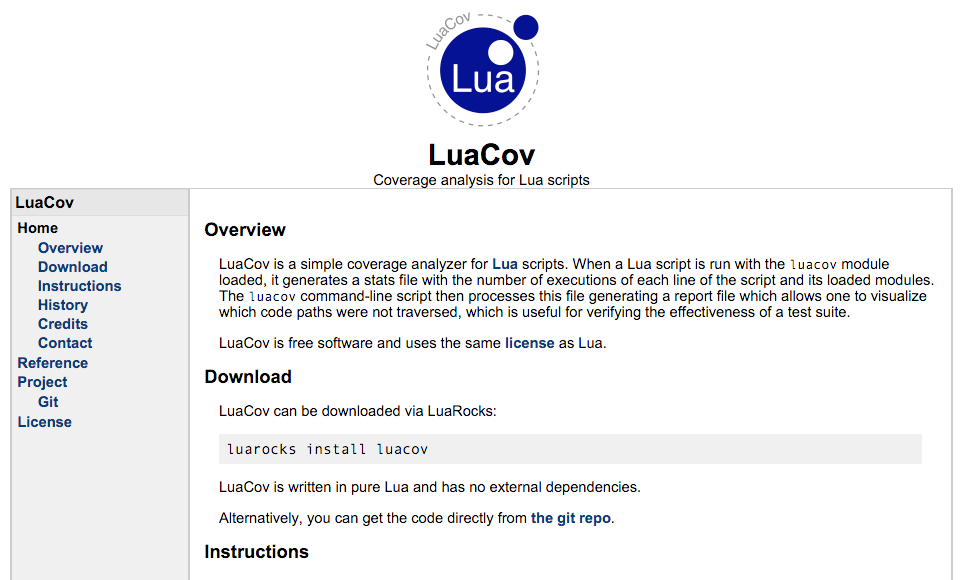 LuaCov
Lua
LuaCov
Coverage analysis for Lua scripts
LuaCov
Home
Overview
Download
Instructions
History
Credits
Contact
Reference
Project
Git
License
Overview
LuaCov is a simple coverage analyzer for Lua scripts. When a Lua script is run with the luacov module
loaded, it generates a stats file with the number of executions of each line of the script and its loaded modules.
The luacov command-line script then processes this file generating a report file which allows one to visualize
which code paths were not traversed, which is useful for verifying the effectiveness of a test suite.
LuaCov is free software and uses the same license as Lua.
Download
LuaCov can be downloaded via LuaRocks:
luarocks install luacov
LuaCov is written in pure Lua and has no external dependencies.
Alternatively, you can get the code directly from the git repo.
Instructions